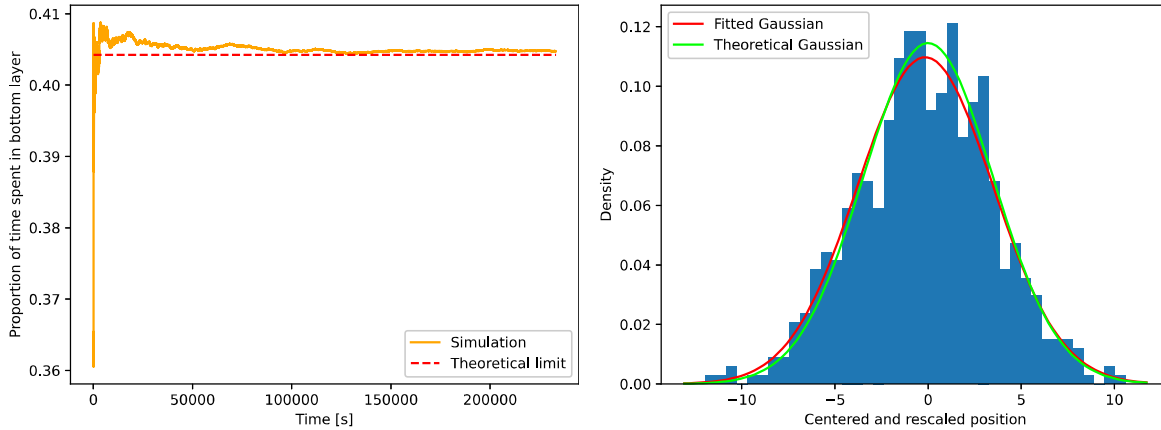 0.41
0.40
0.39
0.38
0.37
0.36
Proportion of time spent in bottom layer
0
50000
100000
150000
200000
Time [s]
Simulation
Theoretical limit
0.12
0.10
0.08
0.06
0.04
0.02
0.00
Density
−10
−5
0
5
10
Centered and rescaled position
Fitted Gaussian
Theoretical Gaussian